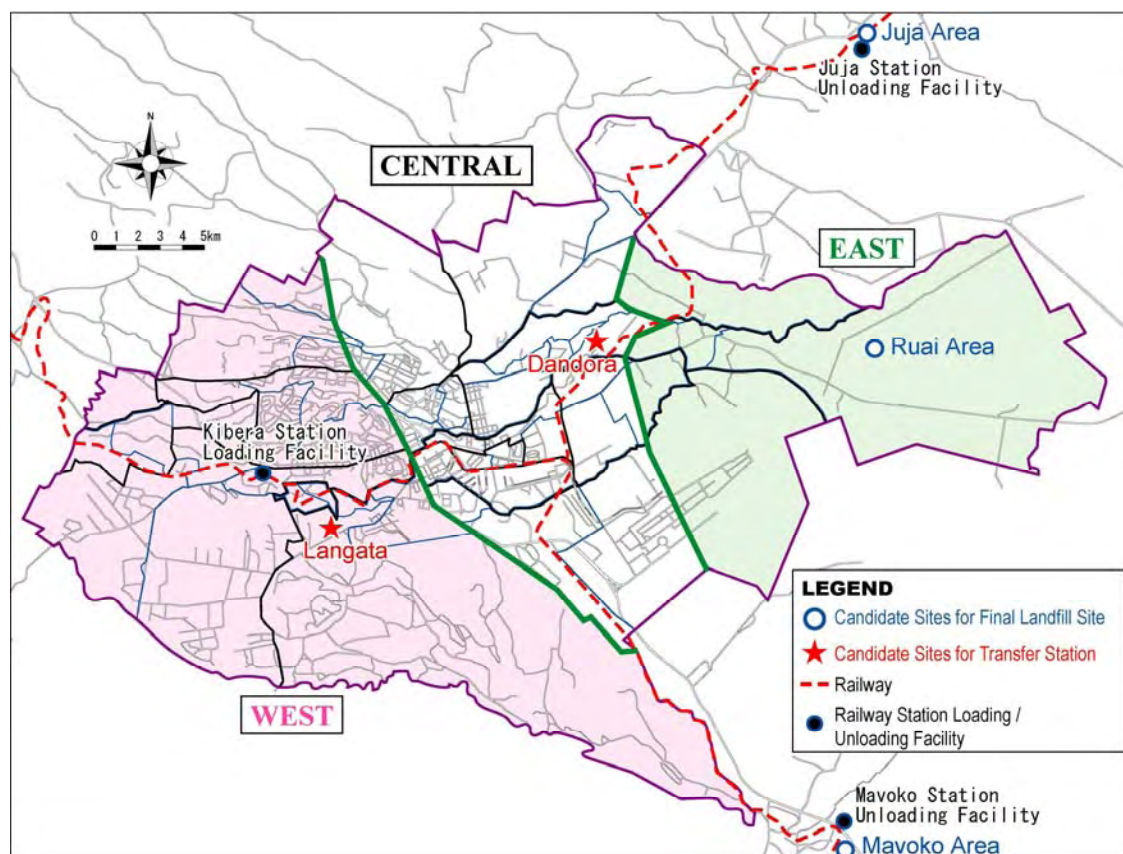 Juja Area
Juja Station
Unloading Facility
N
CENTRAL
0 1 2 3 4 5km
EAST
Dandora
Ruai Area
Kibera Station
Loading Facility
Langata
WEST
LEGEND
Candidate Sites for Final Landfill Site
Candidate Sites for Transfer Station
Railway
Railway Station Loading /
Unloading Facility
Mavoko Station
Unloading Facility
Mavoko Area